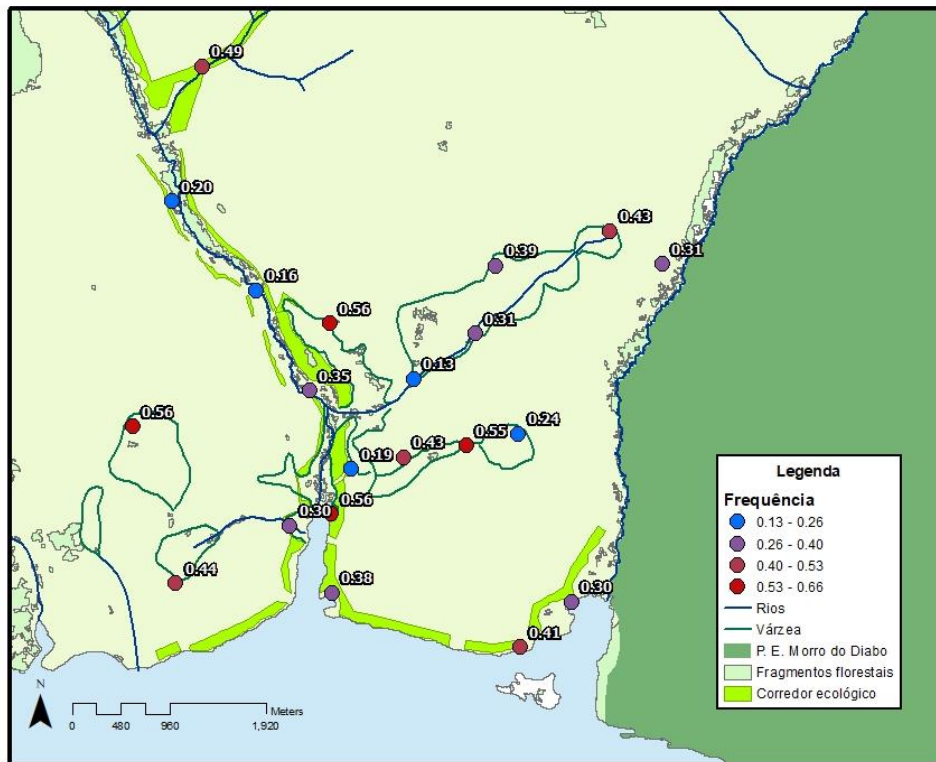 0.49
0.20
0.43
0.39
0.31
0.16
0.56
0.31
0.13
0.35
0.56
0.24
0.55
0.43
0.19
0.56
0.30
0.44
0.38
0.30
0.41
Legenda
Frequência
0.13 - 0.26
0.26 - 0.40
0.40 - 0.53
0.53 - 0.66
Rios
Várzea
P. E. Morro do Diabo
Fragmentos florestais
Corredor ecológico
N
Meters
0 480 960 1,920